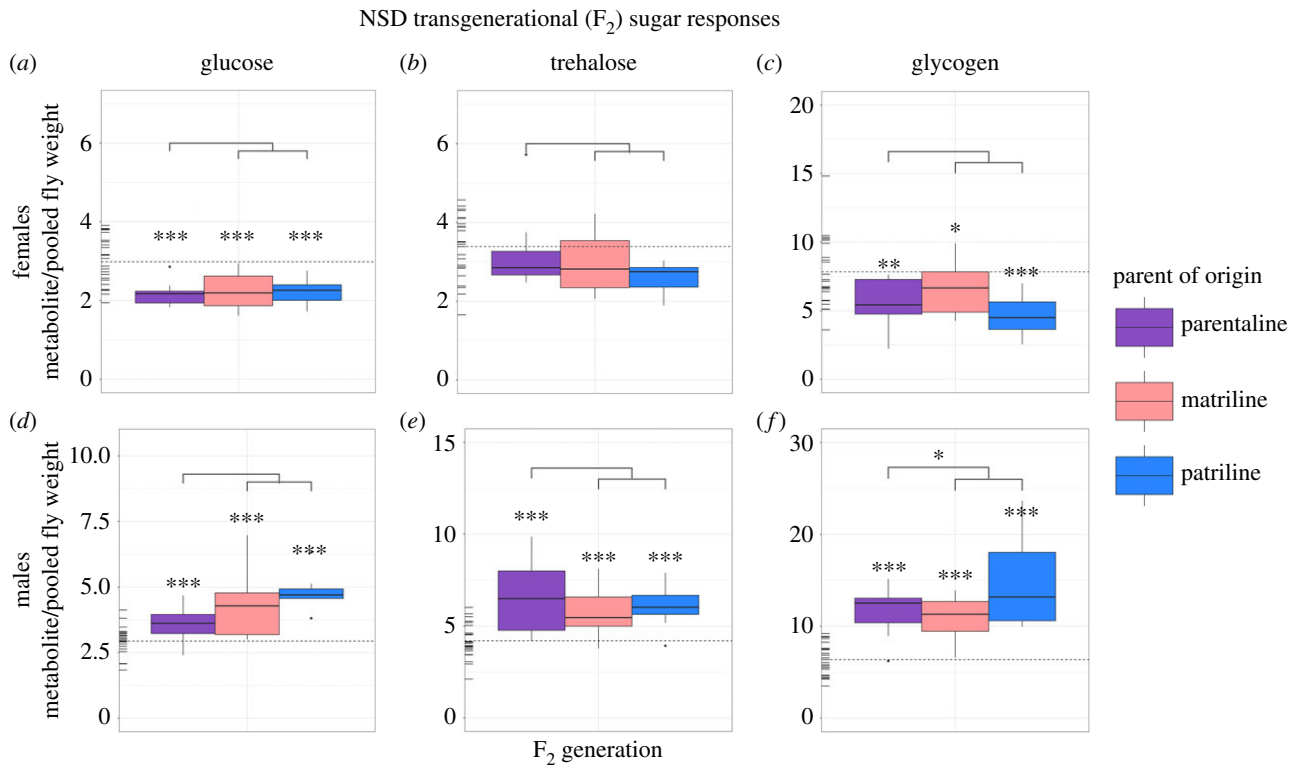 NSD transgenerational (F2) sugar responses
(a) glucose
(b) trehalose
(c) glycogen
females
metabolite/pooled fly weight
6
4
2
0
*** *** ***
6
4
2
0
20
15
10
5
0
** * ***
parent of origin
parentaline
matriline
patriline
(d)
(e)
(f)
males
metabolite/pooled fly weight
10.0
7.5
5.0
2.5
0
*** *** ***
15
10
5
0
*** *** ***
30
20
10
0
*
*** *** ***
F2 generation